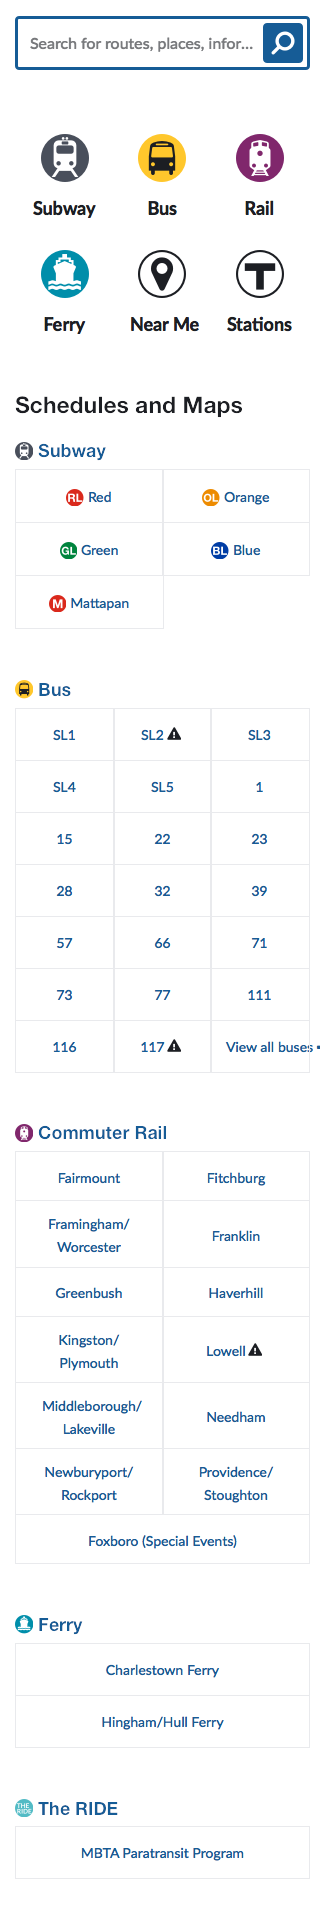 Search for routes, places, infor...
Subway Bus Rail
Ferry Near Me Stations
T
Schedules and Maps
Subway
RL Red OL Orange
GL Green BL Blue
M Mattapan
Bus
SL1 SL2 SL3
SL4 SL5 1
15 22 23
28 32 39
57 66 71
73 77 111
116 117 View all buses
Commuter Rail
Fairmount Fitchburg
Framingham/
Worcester
Franklin
Greenbush Haverhill
Kingston/
Plymouth
Lowell
Middleborough/
Lakeville
Needham
Newburyport/
Rockport
Providence/
Stoughton
Foxboro (Special Events)
Ferry
Charlestown Ferry
Hingham/Hull Ferry
THE
RIDE
The RIDE
MBTA Paratransit Program